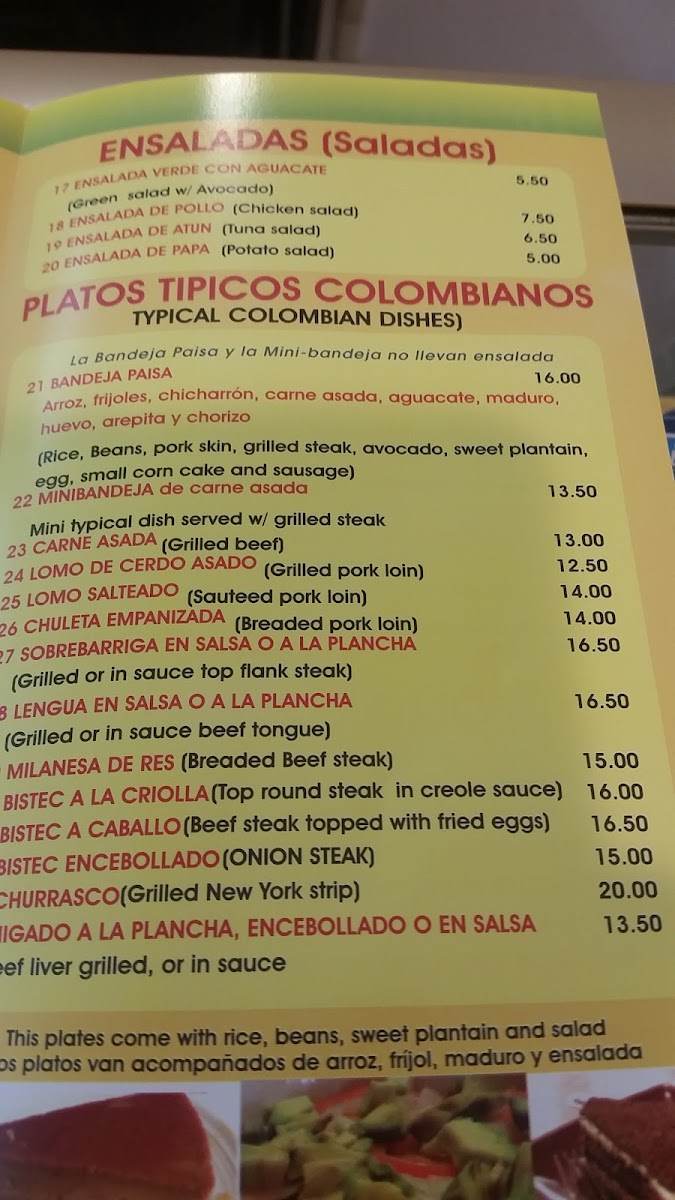 ENSALADAS (Saladas)
17 ENSALADA VERDE CON AGUACATE 5.50
(Green salad w/ Avocado)
18 ENSALADA DE POLLO (Chicken salad) 7.50
19 ENSALADA DE ATUN (Tuna salad) 6.50
20 ENSALADA DE PAPA (Potato salad) 5.00
PLATOS TIPICOS COLOMBIANOS
TYPICAL COLOMBIAN DISHES)
La Bandeja Paisa y la Mini-bandeja no llevan ensalada
21 BANDEJA PAISA 16.00
Arroz, frijoles, chicharrón, carne asada, aguacate, maduro,
huevo, arepita y chorizo
(Rice, Beans, pork skin, grilled steak, avocado, sweet plantain,
egg, small corn cake and sausage)
22 MINIBANDEJA de carne asada 13.50
Mini typical dish served w/ grilled steak
23 CARNE ASADA (Grilled beef) 13.00
24 LOMO DE CERDO ASADO (Grilled pork loin) 12.50
25 LOMO SALTEADO (Sauteed pork loin) 14.00
26 CHULETA EMPANIZADA (Breaded pork loin) 14.00
27 SOBREBARRIGA EN SALSA O A LA PLANCHA 16.50
(Grilled or in sauce top flank steak)
8 LENGUA EN SALSA O A LA PLANCHA 16.50
(Grilled or in sauce beef tongue)
MILANESA DE RES (Breaded Beef steak) 15.00
BISTEC A LA CRIOLLA (Top round steak in creole sauce) 16.00
BISTEC A CABALLO (Beef steak topped with fried eggs) 16.50
BISTEC ENCEBOLLADO (ONION STEAK) 15.00
CHURRASCO (Grilled New York strip) 20.00
IGADO A LA PLANCHA, ENCEBOLLADO O EN SALSA 13.50
eef liver grilled, or in sauce
This plates come with rice, beans, sweet plantain and salad
os platos van acompañados de arroz, fríjol, maduro y ensalada